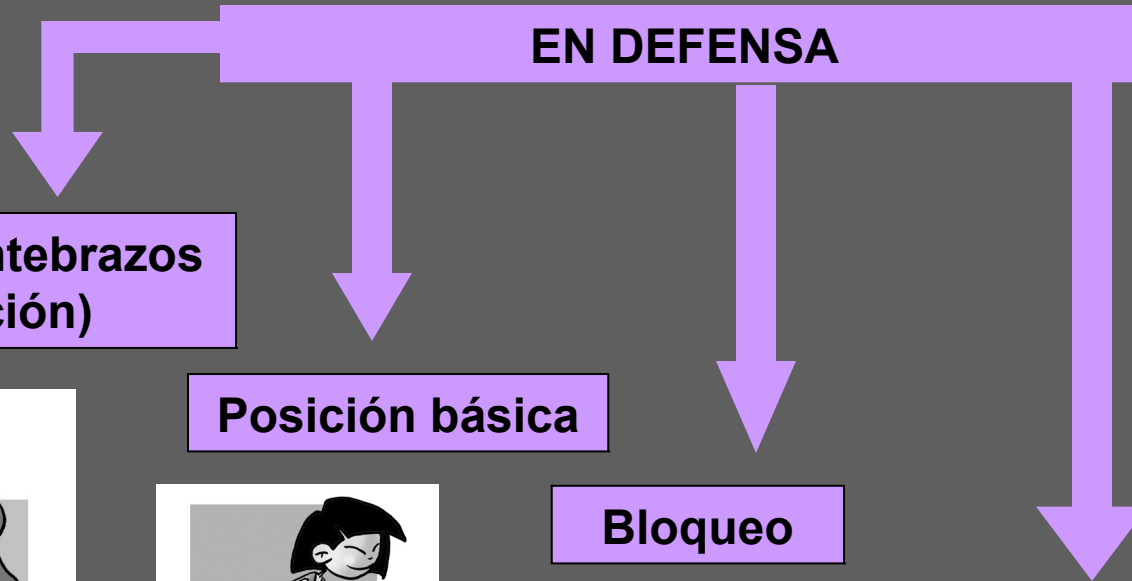 EN DEFENSA
ntebrazos
ción)
Posición básica
Bloqueo